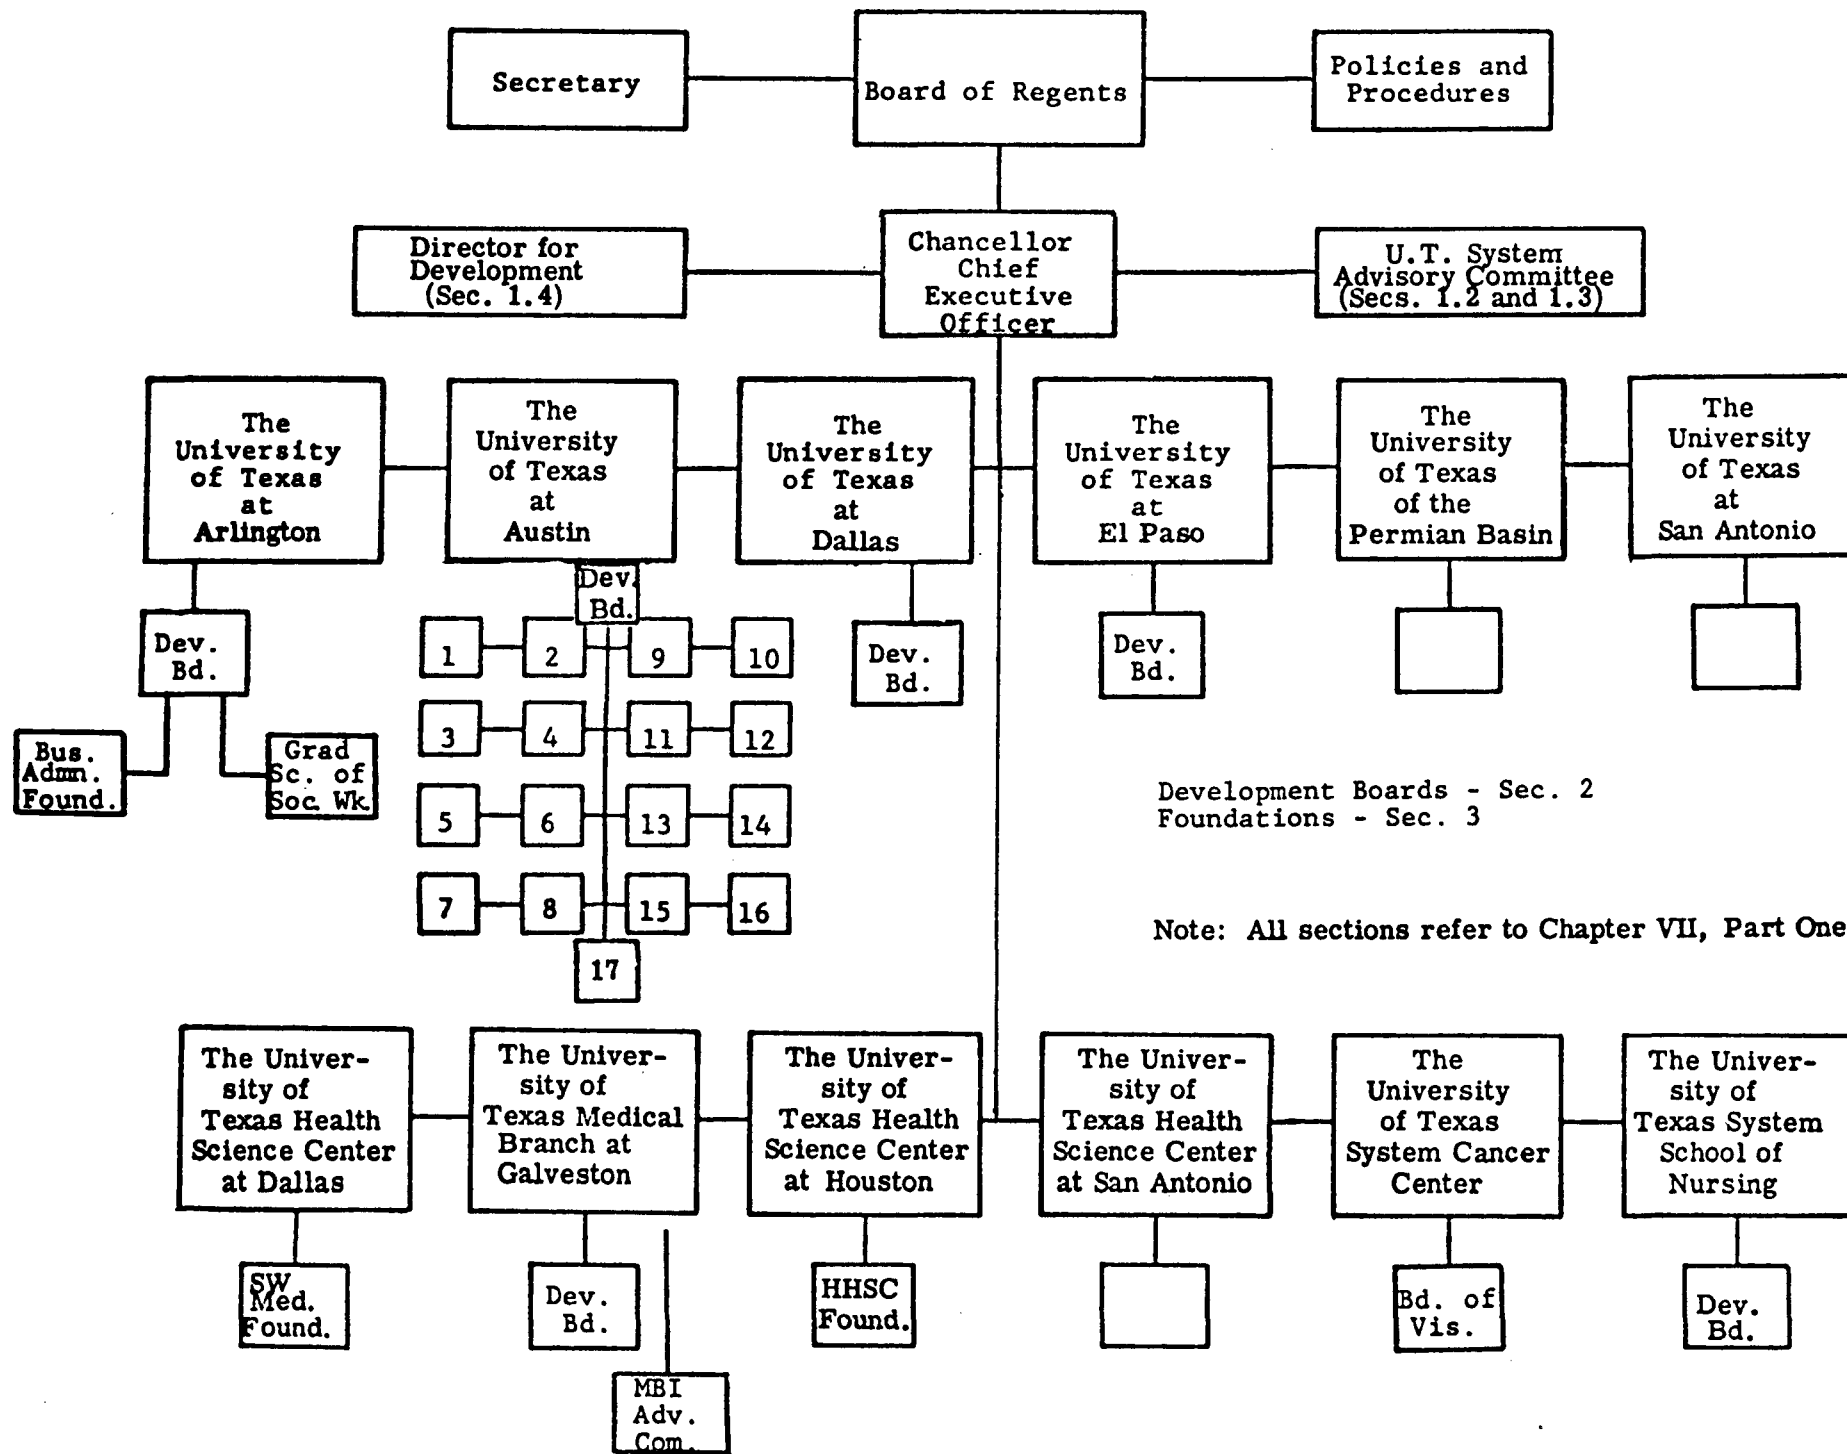 Secretary
Board of Regents
Policies and
Procedures
Director for
Development
(Sec. 1.4)
Chancellor
Chief
Executive
Officer
U.T. System
Advisory Committee
(Secs. 1.2 and 1.3)
The
University
of Texas
at
Arlington
The
University
of Texas
at
Austin
The
University
of Texas
at
Dallas
The
University
of Texas
at
El Paso
The
University
of Texas
of the
Permian Basin
The
University
of Texas
at
San Antonio
Dev.
Bd.
Bus.
Admn.
Found.
Grad
Sc. of
Soc. Wk.
Dev.
Bd.
1
2
9
10
3
4
11
12
5
6
13
14
7
8
15
16
17
Dev.
Bd.
Dev.
Bd.
Development Boards - Sec. 2
Foundations - Sec. 3
Note: All sections refer to Chapter VII, Part One
The Univer-
sity of
Texas Health
Science Center
at Dallas
The Univer-
sity of
Texas Medical
Branch at
Galveston
The Univer-
sity of
Texas Health
Science Center
at Houston
The Univer-
sity of
Texas Health
Science Center
at San Antonio
The
University
of Texas
System Cancer
Center
The Univer-
sity of
Texas System
School of
Nursing
SW
Med.
Found.
Dev.
Bd.
MBI
Adv.
Com.
HHSC
Found.
Bd. of
Vis.
Dev.
Bd.